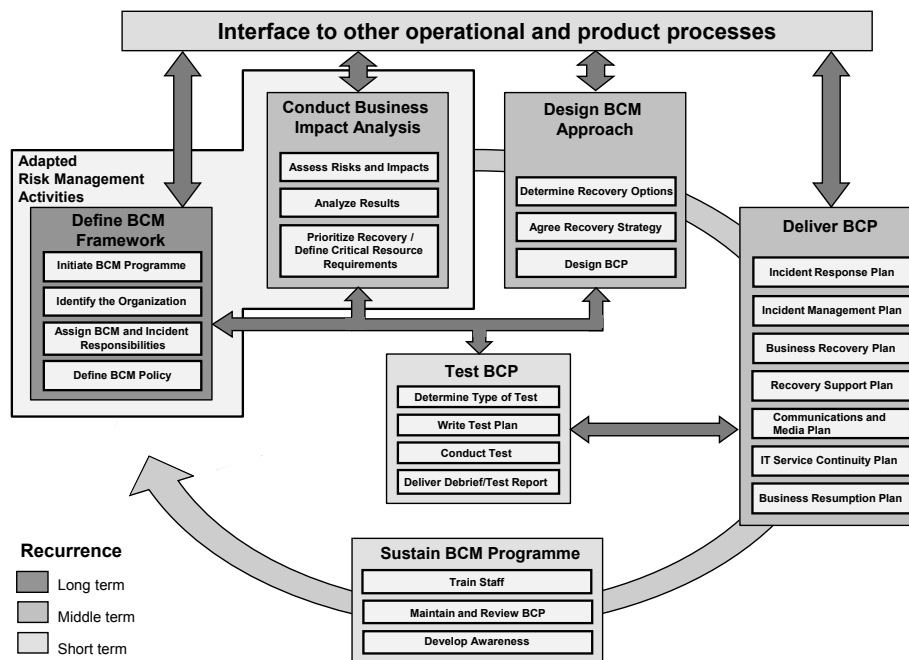 Interface to other operational and product processes
Adapted
Risk Management
Activities
Define BCM
Framework
Initiate BCM Programme
Identify the Organization
Assign BCM and Incident
Responsibilities
Define BCM Policy
Conduct Business
Impact Analysis
Assess Risks and Impacts
Analyze Results
Prioritize Recovery /
Define Critical Resource
Requirements
Design BCM
Approach
Determine Recovery Options
Agree Recovery Strategy
Design BCP
Deliver BCP
Incident Response Plan
Incident Management Plan
Business Recovery Plan
Recovery Support Plan
Communications and
Media Plan
IT Service Continuity Plan
Business Resumption Plan
Test BCP
Determine Type of Test
Write Test Plan
Conduct Test
Deliver Debrief/Test Report
Sustain BCM Programme
Train Staff
Maintain and Review BCP
Develop Awareness
Recurrence
Long term
Middle term
Short term